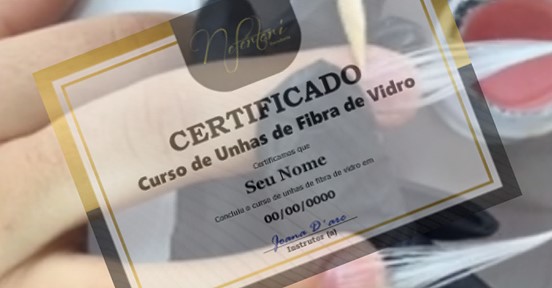 Nefertari
CERTIFICADO
Curso de Unhas de Fibra de Vidro
Certificamos que
Seu Nome
Concluiu o curso de unhas de fibra de vidro em
00/00/0000
Joana D'arc
Instrutor (a)